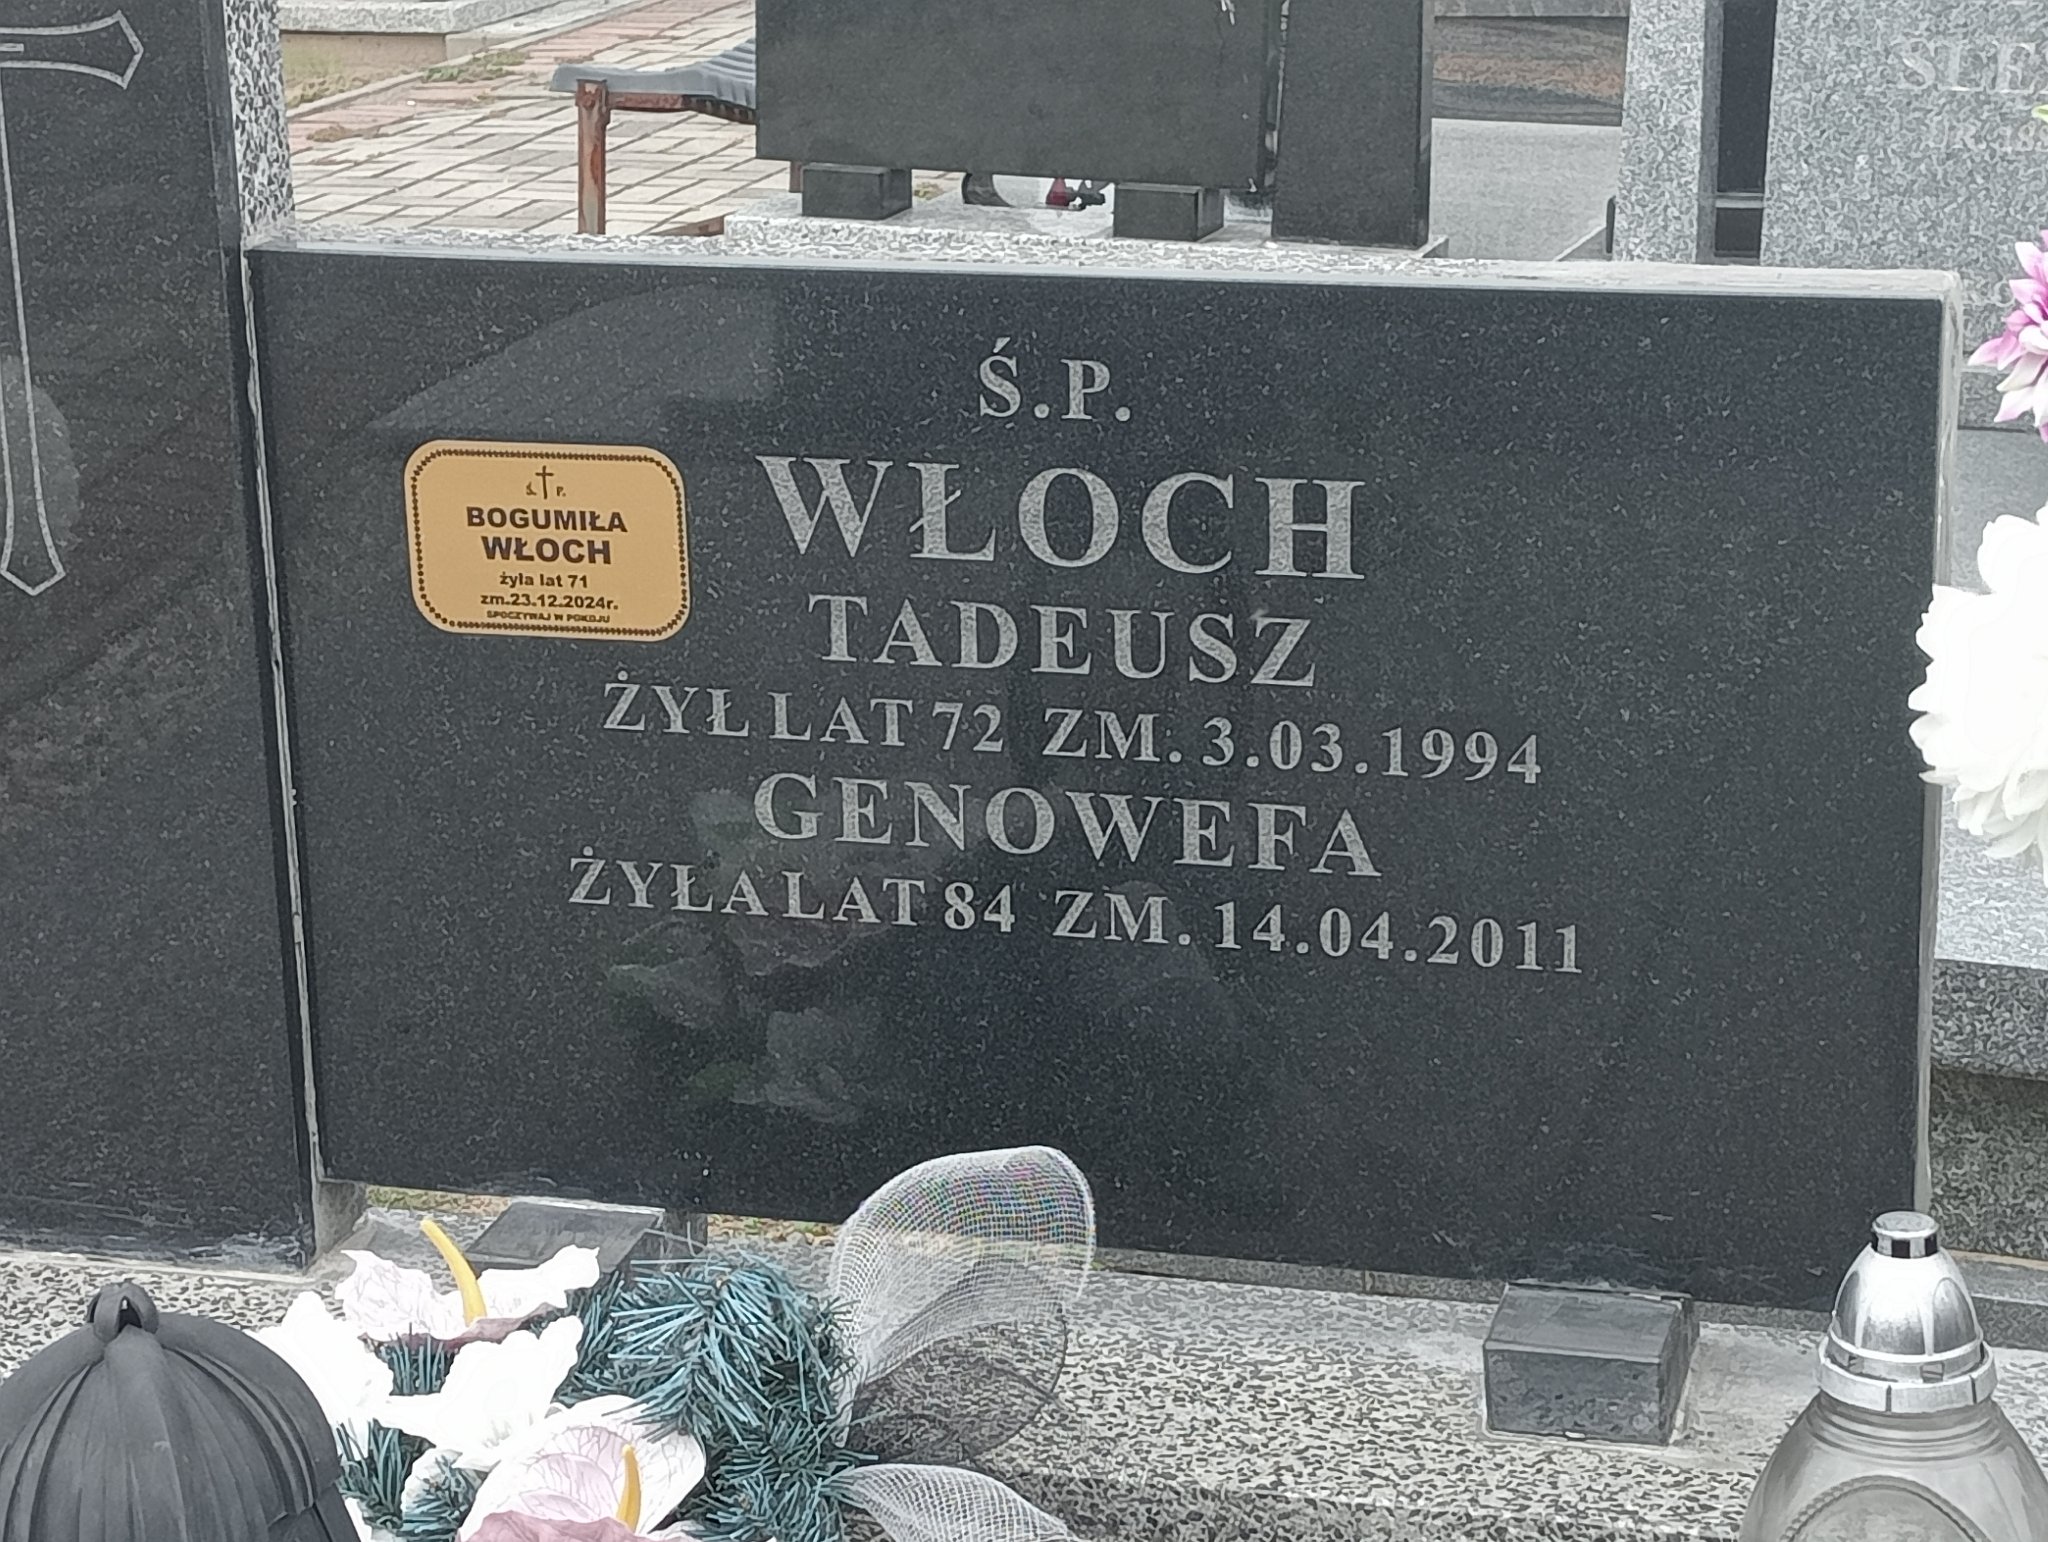 Ś.P.
WŁOCH
TADEUSZ
ŻYŁ LAT 72 ZM. 3.03.1994
GENOWEFA
ŻYŁA LAT 84 ZM. 14.04.2011
Ś. P.
BOGUMIŁA
WŁOCH
żyła lat 71
zm.23.12.2024r.
SPOCZYWAJ W POKOJU